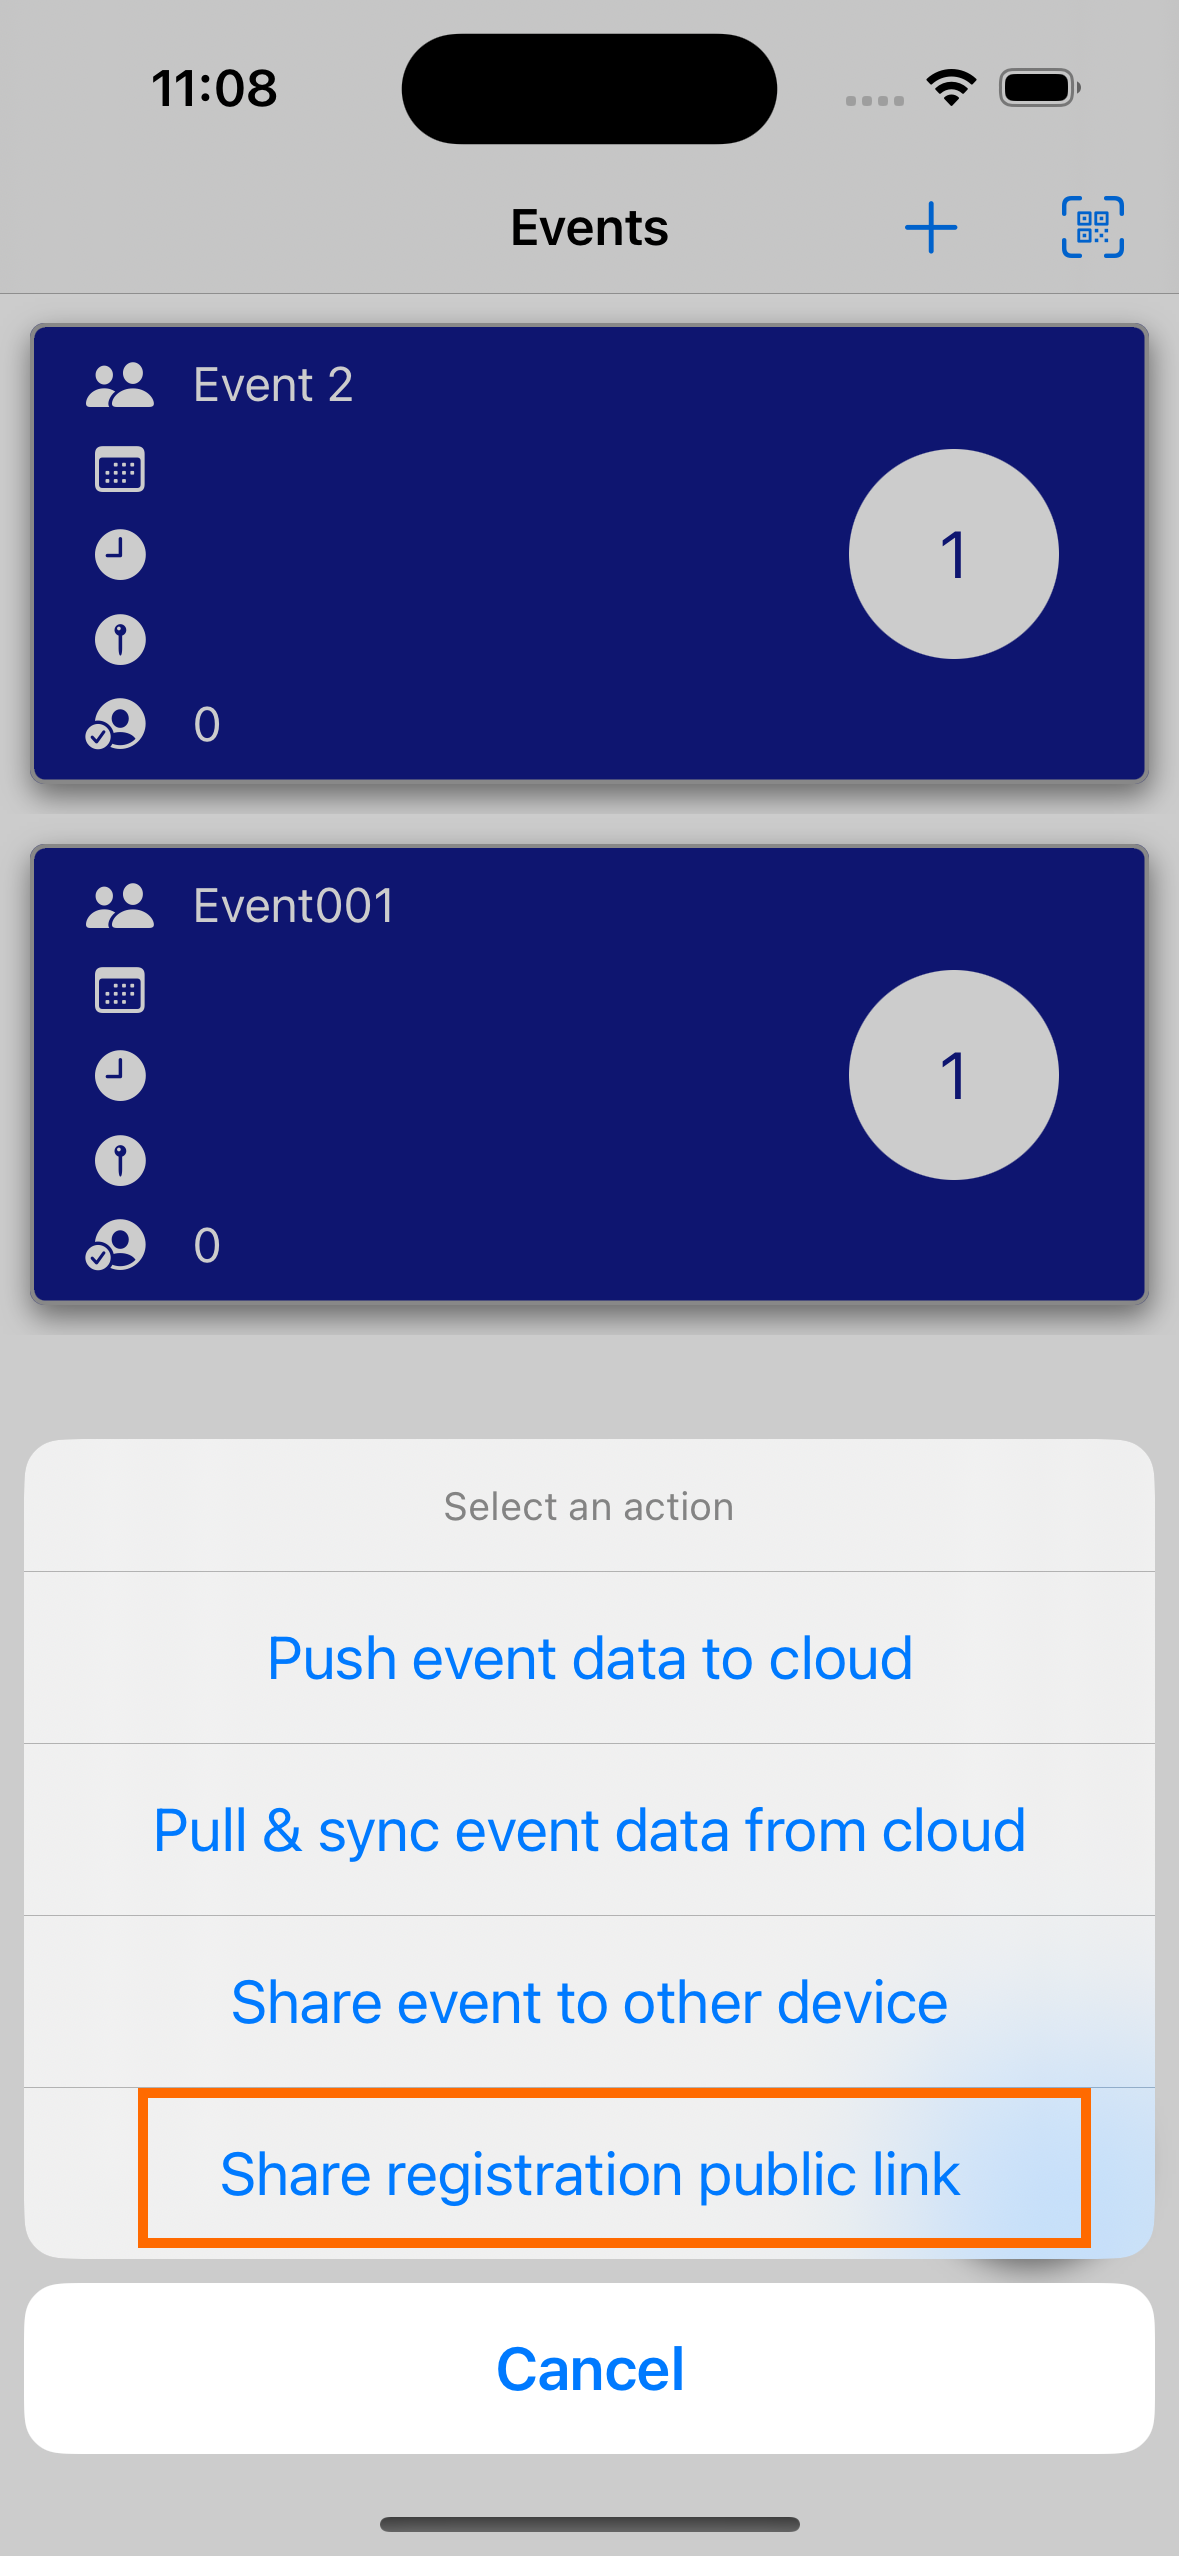 11:08
Events
Event 2
1
0
Event001
1
0
Select an action
Push event data to cloud
Pull & sync event data from cloud
Share event to other device
Share registration public link
Cancel